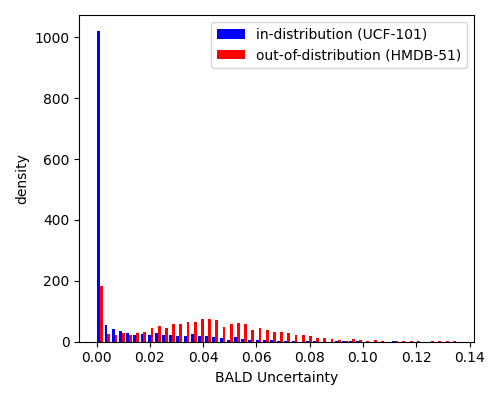 in-distribution (UCF-101)
out-of-distribution (HMDB-51)
1000
800
600
400
200
0
density
0.00 0.02 0.04 0.06 0.08 0.10 0.12 0.14
BALD Uncertainty